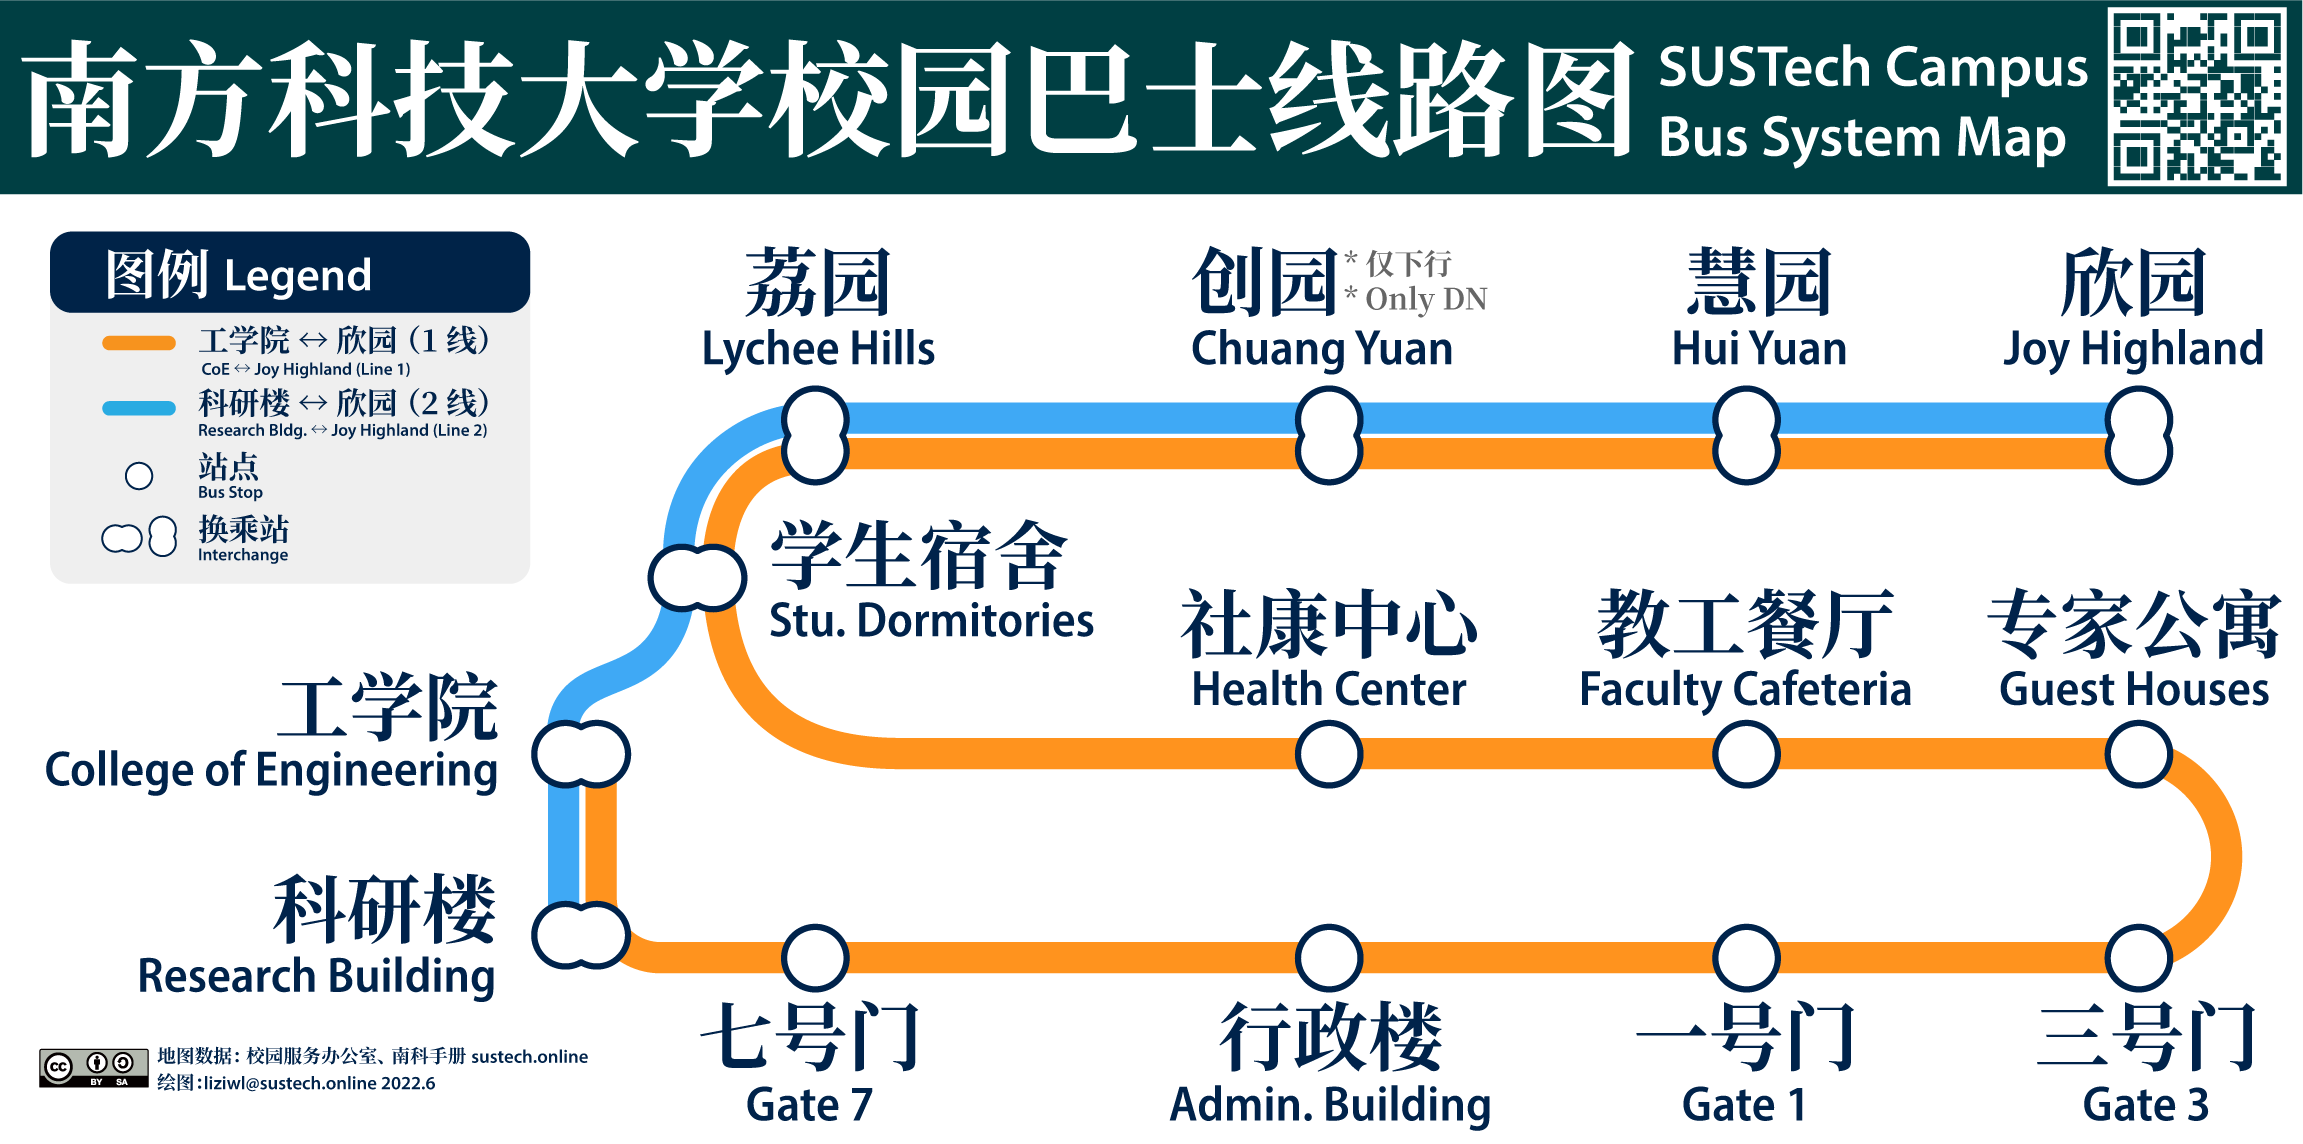 南方科技大学校园巴士线路图
SUSTech Campus
Bus System Map
图例 Legend
工学院 ↔ 欣园（1 线）
CoE ↔ Joy Highland (Line 1)
科研楼 ↔ 欣园（2 线）
Research Bldg. ↔ Joy Highland (Line 2)
站点
Bus Stop
换乘站
Interchange
荔园
Lychee Hills
创园
* 仅下行
* Only DN
Chuang Yuan
慧园
Hui Yuan
欣园
Joy Highland
学生宿舍
Stu. Dormitories
社康中心
Health Center
教工餐厅
Faculty Cafeteria
专家公寓
Guest Houses
工学院
College of Engineering
科研楼
Research Building
七号门
Gate 7
行政楼
Admin. Building
一号门
Gate 1
三号门
Gate 3
cc BY SA
地图数据：校园服务办公室、南科手册 sustech.online
绘图：liziwl@sustech.online 2022.6